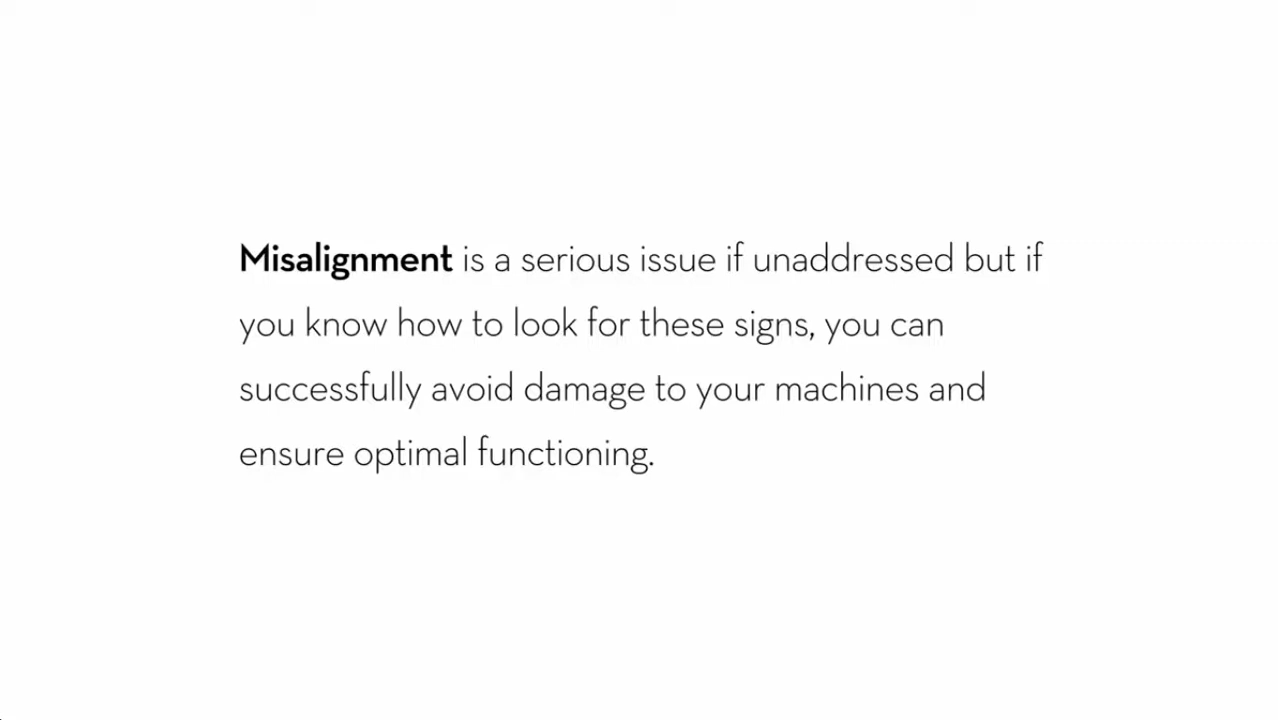 Misalignment is a serious issue if unaddressed but if
you know how to look for these signs, you can
successfully avoid damage to your machines and
ensure optimal functioning.